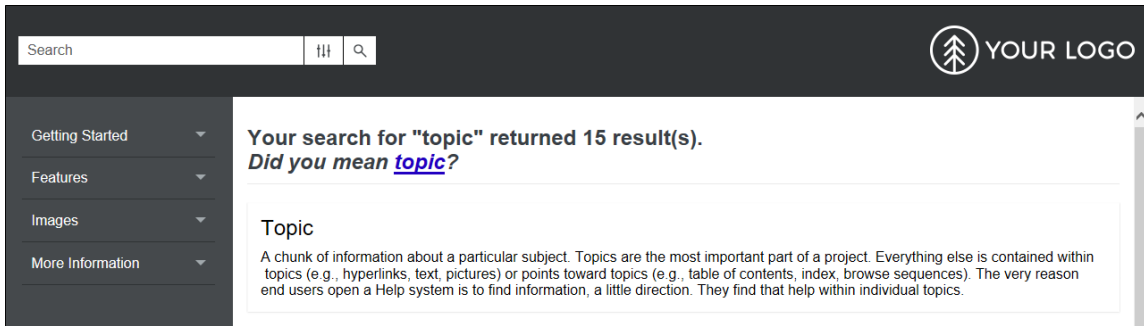 Search
YOUR LOGO
Getting Started
Features
Images
More Information
Your search for "topic" returned 15 result(s).
Did you mean topic?
Topic
A chunk of information about a particular subject. Topics are the most important part of a project. Everything else is contained within
topics (e.g., hyperlinks, text, pictures) or points toward topics (e.g., table of contents, index, browse sequences). The very reason
end users open a Help system is to find information, a little direction. They find that help within individual topics.